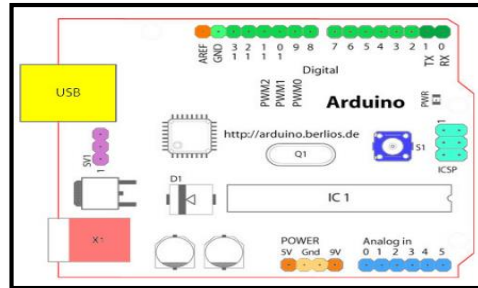 AREF GND 13 12 11 10 9 8 7 6 5 4 3 2 1 0
TX RX
Digital
USB
PWM2 PWM1 PWM0
Arduino
PWR
http://arduino.berlios.de
1
SV1
1
Q1
S1
ICSP
D1
IC 1
X1
POWER
5V Gnd 9V
Analog in
0 1 2 3 4 5